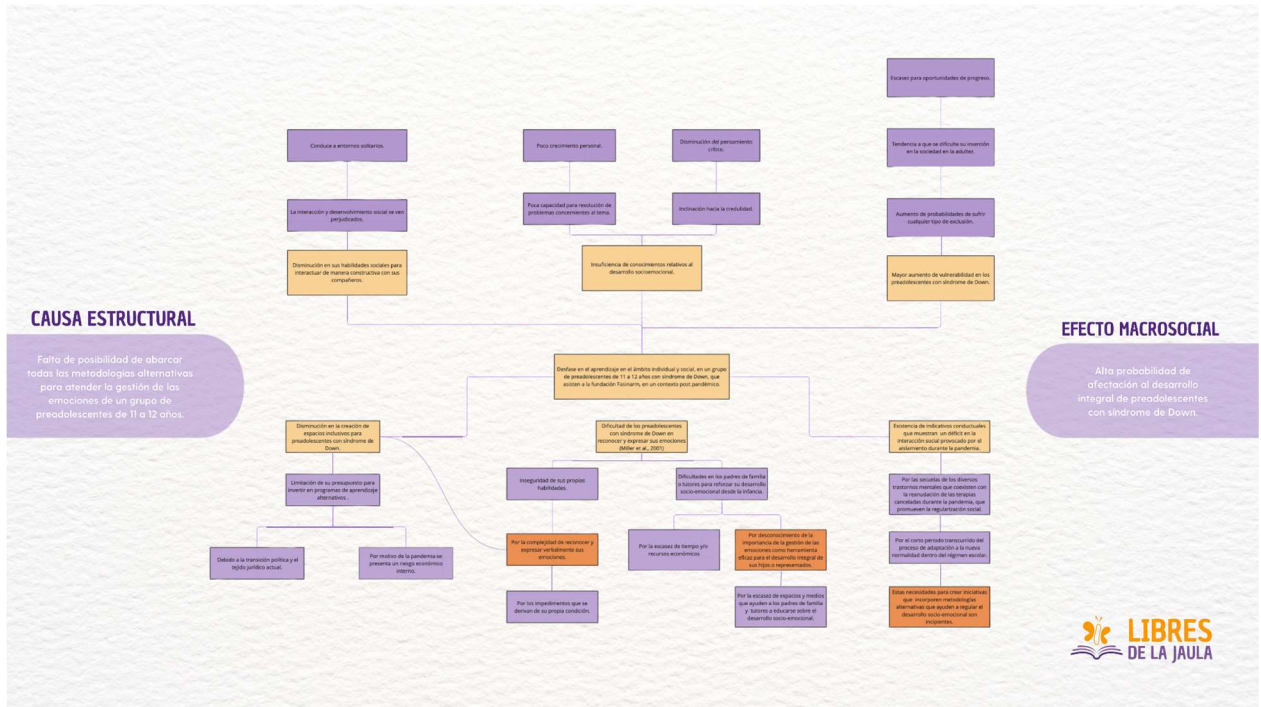 Escases para oportunidades de progreso.
Conduce a entornos solitarios.
Poco crecimiento personal.
Disminución del pensamiento
crítico.
Tendencia a que se dificulte su inserción
en la sociedad en la adultez.
La interacción y desenvolvimiento social se ven
perjudicados.
Poca capacidad para resolución de
problemas concernientes al tema.
Inclinación hacia la credulidad.
Aumento de probabilidades de sufrir
cualquier tipo de exclusión.
Disminución en sus habilidades sociales para
interactuar de manera constructiva con sus
compañeros.
Insuficiencia de conocimientos relativos al
desarrollo socioemocional.
Mayor aumento de vulnerabilidad en los
preadolescentes con síndrome de Down.
CAUSA ESTRUCTURAL
Falta de posibilidad de abarcar
todas las metodologías alternativas
para atender la gestión de las
emociones de un grupo de
preadolescentes de 11 a 12 años.
EFECTO MACROSOCIAL
Alta probabilidad de
afectación al desarrollo
integral de preadolescentes
con síndrome de Down.
Desfase en el aprendizaje en el ámbito individual y social, en un grupo
de preadolescentes de 11 a 12 años con síndrome de Down, que
asisten a la fundación Fasinarm, en un contexto post pandémico.
Disminución en la creación de
espacios inclusivos para
preadolescentes con síndrome de
Down.
Dificultad de los preadolescentes
con síndrome de Down en
reconocer y expresar sus emociones
(Miller et al., 2001)
Existencia de indicativos conductuales
que muestran un déficit en la
interacción social provocado por el
aislamiento durante la pandemia.
Limitación de su presupuesto para
invertir en programas de aprendizaje
alternativos .
Inseguridad de sus propias
habilidades.
Dificultades en los padres de familia
o tutores para reforzar su desarrollo
socio-emocional desde la infancia.
Por las secuelas de los diversos
trastornos mentales que coexisten con
la reanudación de las terapias
canceladas durante la pandemia, que
promueven la regularización social.
Debido a la transición política y el
tejido jurídico actual.
Por motivo de la pandemia se
presenta un riesgo económico
interno.
Por la complejidad de reconocer y
expresar verbalmente sus
emociones.
Por la escases de tiempo y/o
recursos económicos
Por desconocimiento de la
importancia de la gestión de las
emociones como herramienta
eficaz para el desarrollo integral de
sus hijos o representados.
Por el corto periodo transcurrido del
proceso de adaptación a la nueva
normalidad dentro del régimen escolar.
Por los impedimentos que se
derivan de su propia condición.
Por la escasez de espacios y medios
que ayuden a los padres de familia
y tutores a educarse sobre el
desarrollo socio-emocional.
Estas necesidades para crear iniciativas
que incorporen metodologías
alternativas que ayuden a regular el
desarrollo socio-emocional son
incipientes.
LIBRES
DE LA JAULA